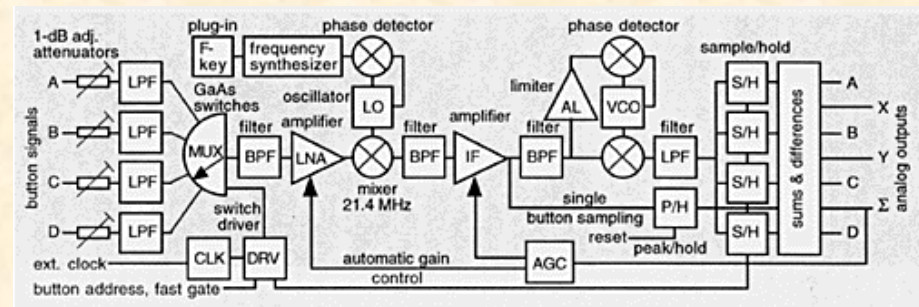 1-dB adj.
attenuators
plug-in
F-
key
frequency
synthesizer
phase detector
phase detector
sample/hold
button signals
A
B
C
D
LPF
LPF
LPF
LPF
GaAs
switches
MUX
switch
driver
filter
BPF
amplifier
LNA
oscillator
LO
mixer
21.4 MHz
filter
BPF
amplifier
IF
filter
BPF
limiter
AL
VCO
filter
LPF
S/H
S/H
S/H
S/H
sums & differences
A
X
B
Y
C
Σ
D
analog outputs
single
button sampling
reset
P/H
peak/hold
ext. clock
CLK
DRV
automatic gain
control
AGC
button address, fast gate